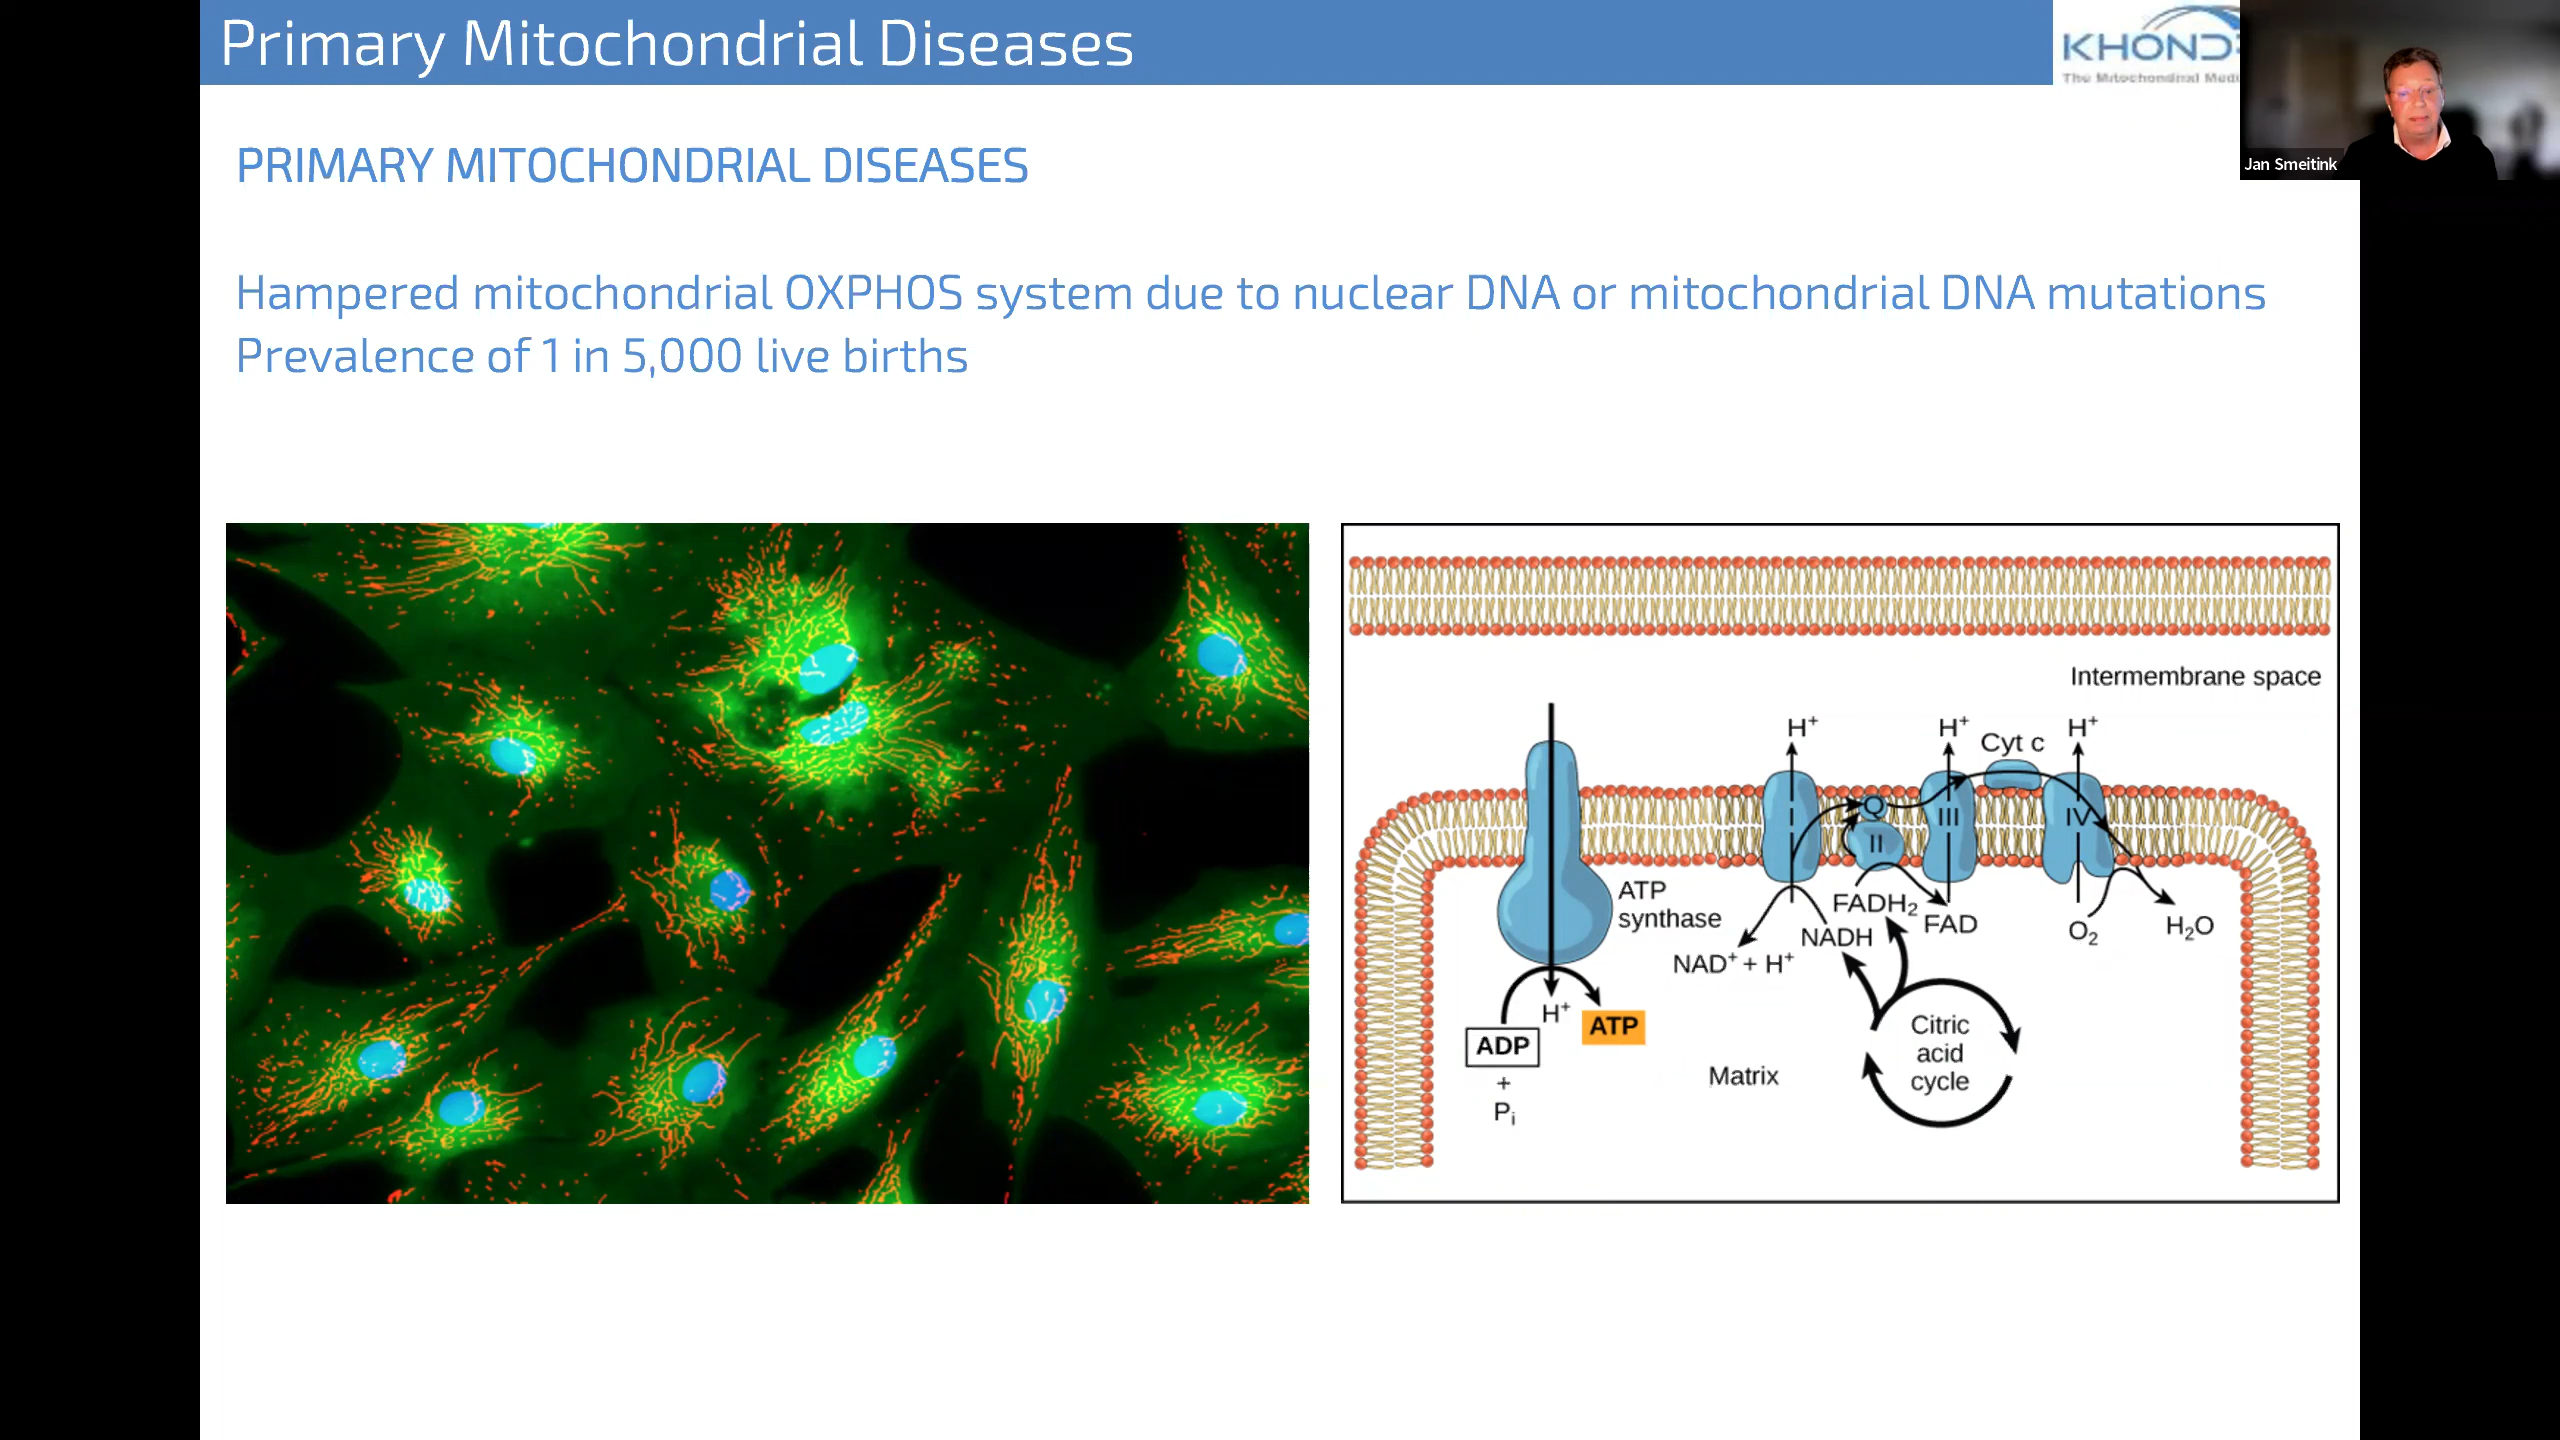 Primary Mitochondrial Diseases
KHOND
The Mitochondrial
Jan Smeitink
PRIMARY MITOCHONDRIAL DISEASES
Hampered mitochondrial OXPHOS system due to nuclear DNA or mitochondrial DNA mutations
Prevalence of 1 in 5,000 live births
Intermembrane space
H⁺
H⁺
Cyt c
H⁺
I
Q
II
III
IV
ATP
synthase
FADH₂
FAD
NADH
NAD⁺ + H⁺
O₂
H₂O
H⁺
ATP
ADP
+
Pᵢ
Matrix
Citric
acid
cycle